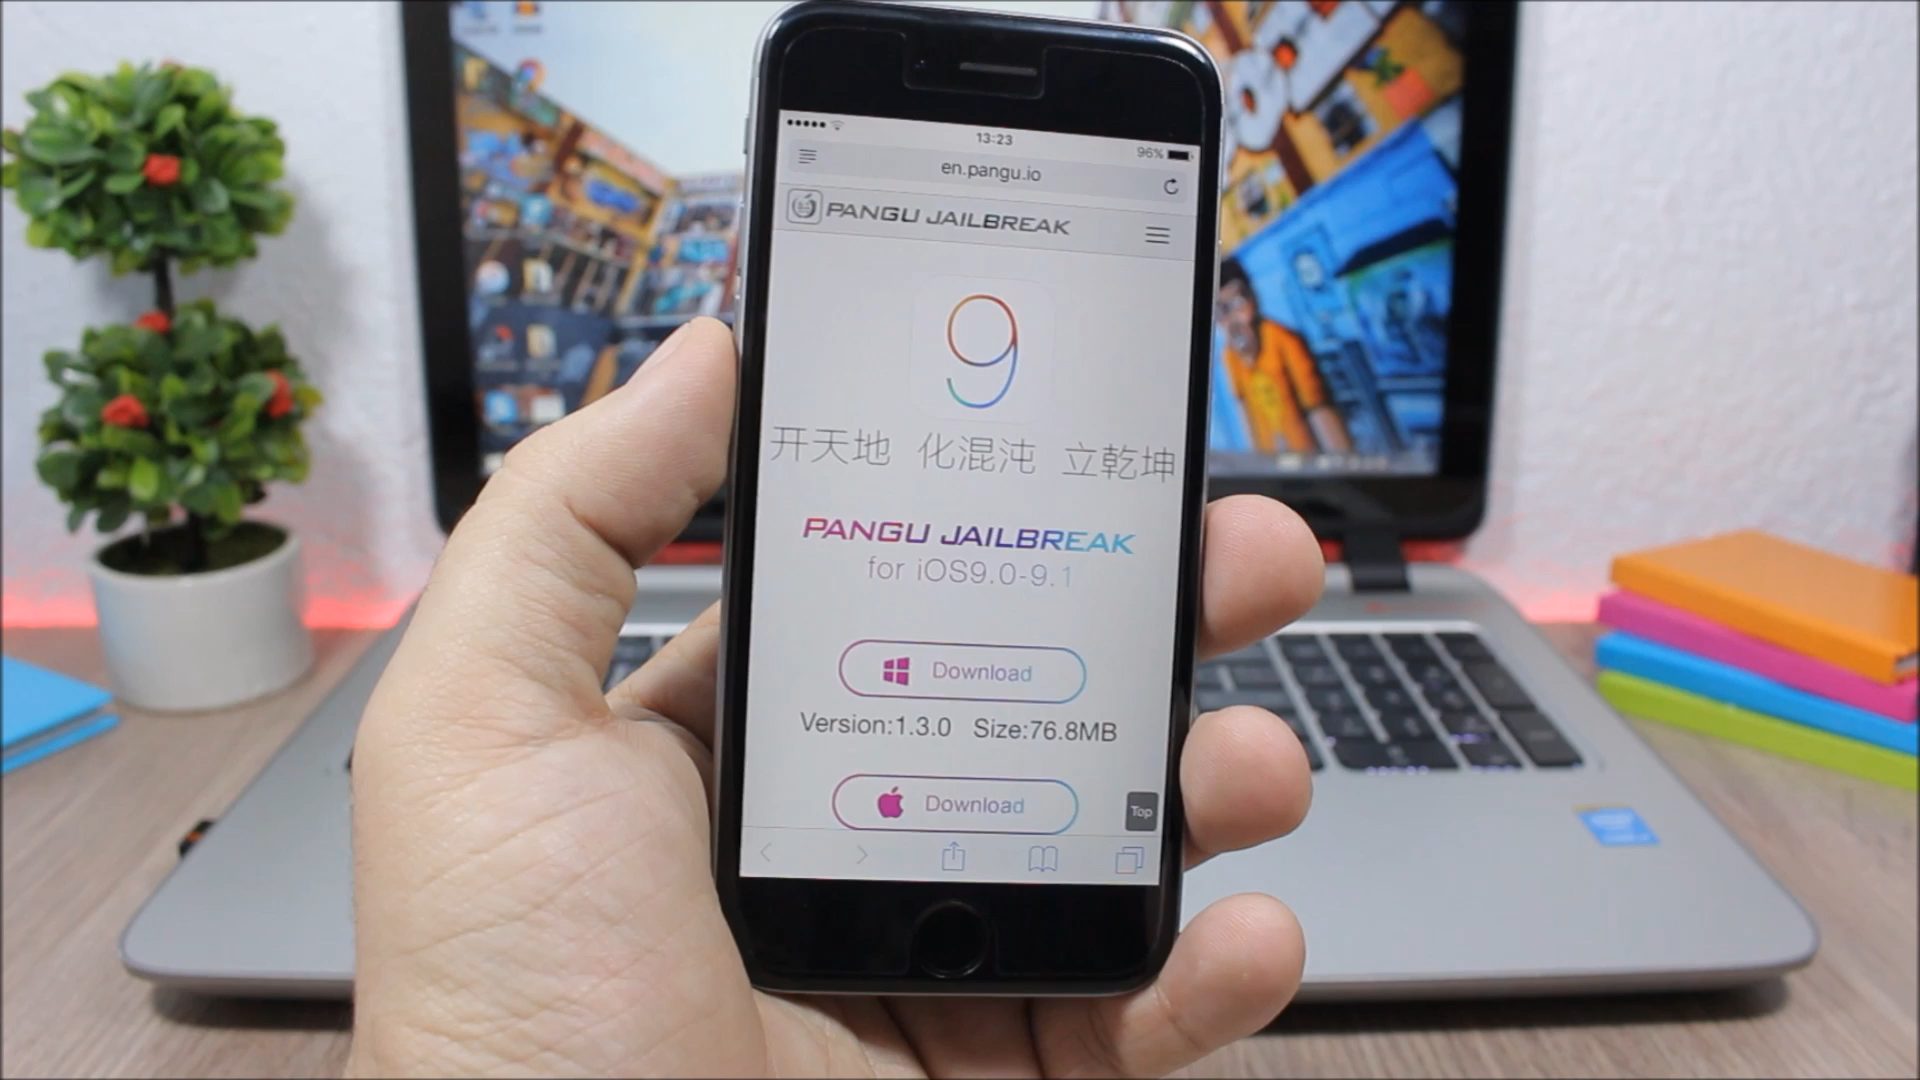 13:23
96%
en.pangu.io
PANGU JAILBREAK
9
开天地 化混沌 立乾坤
PANGU JAILBREAK
for iOS9.0-9.1
Download
Version:1.3.0 Size:76.8MB
Download
Top